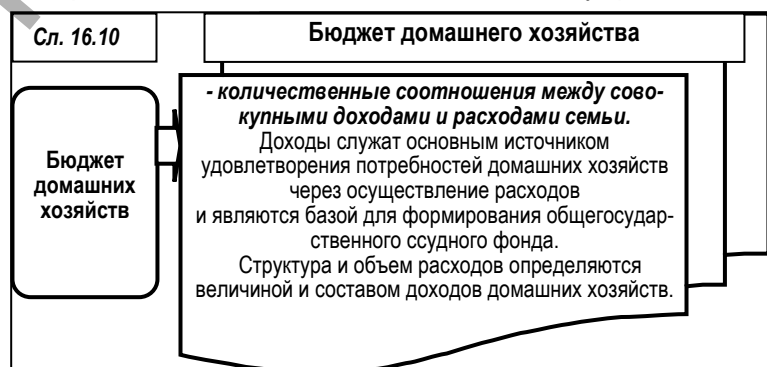 Сл. 16.10
Бюджет домашнего хозяйства
Бюджет
домашних
хозяйств
- количественные соотношения между сово-
купными доходами и расходами семьи.
Доходы служат основным источником
удовлетворения потребностей домашних хозяйств
через осуществление расходов
и являются базой для формирования общегосудар-
ственного ссудного фонда.
Структура и объем расходов определяются
величиной и составом доходов домашних хозяйств.